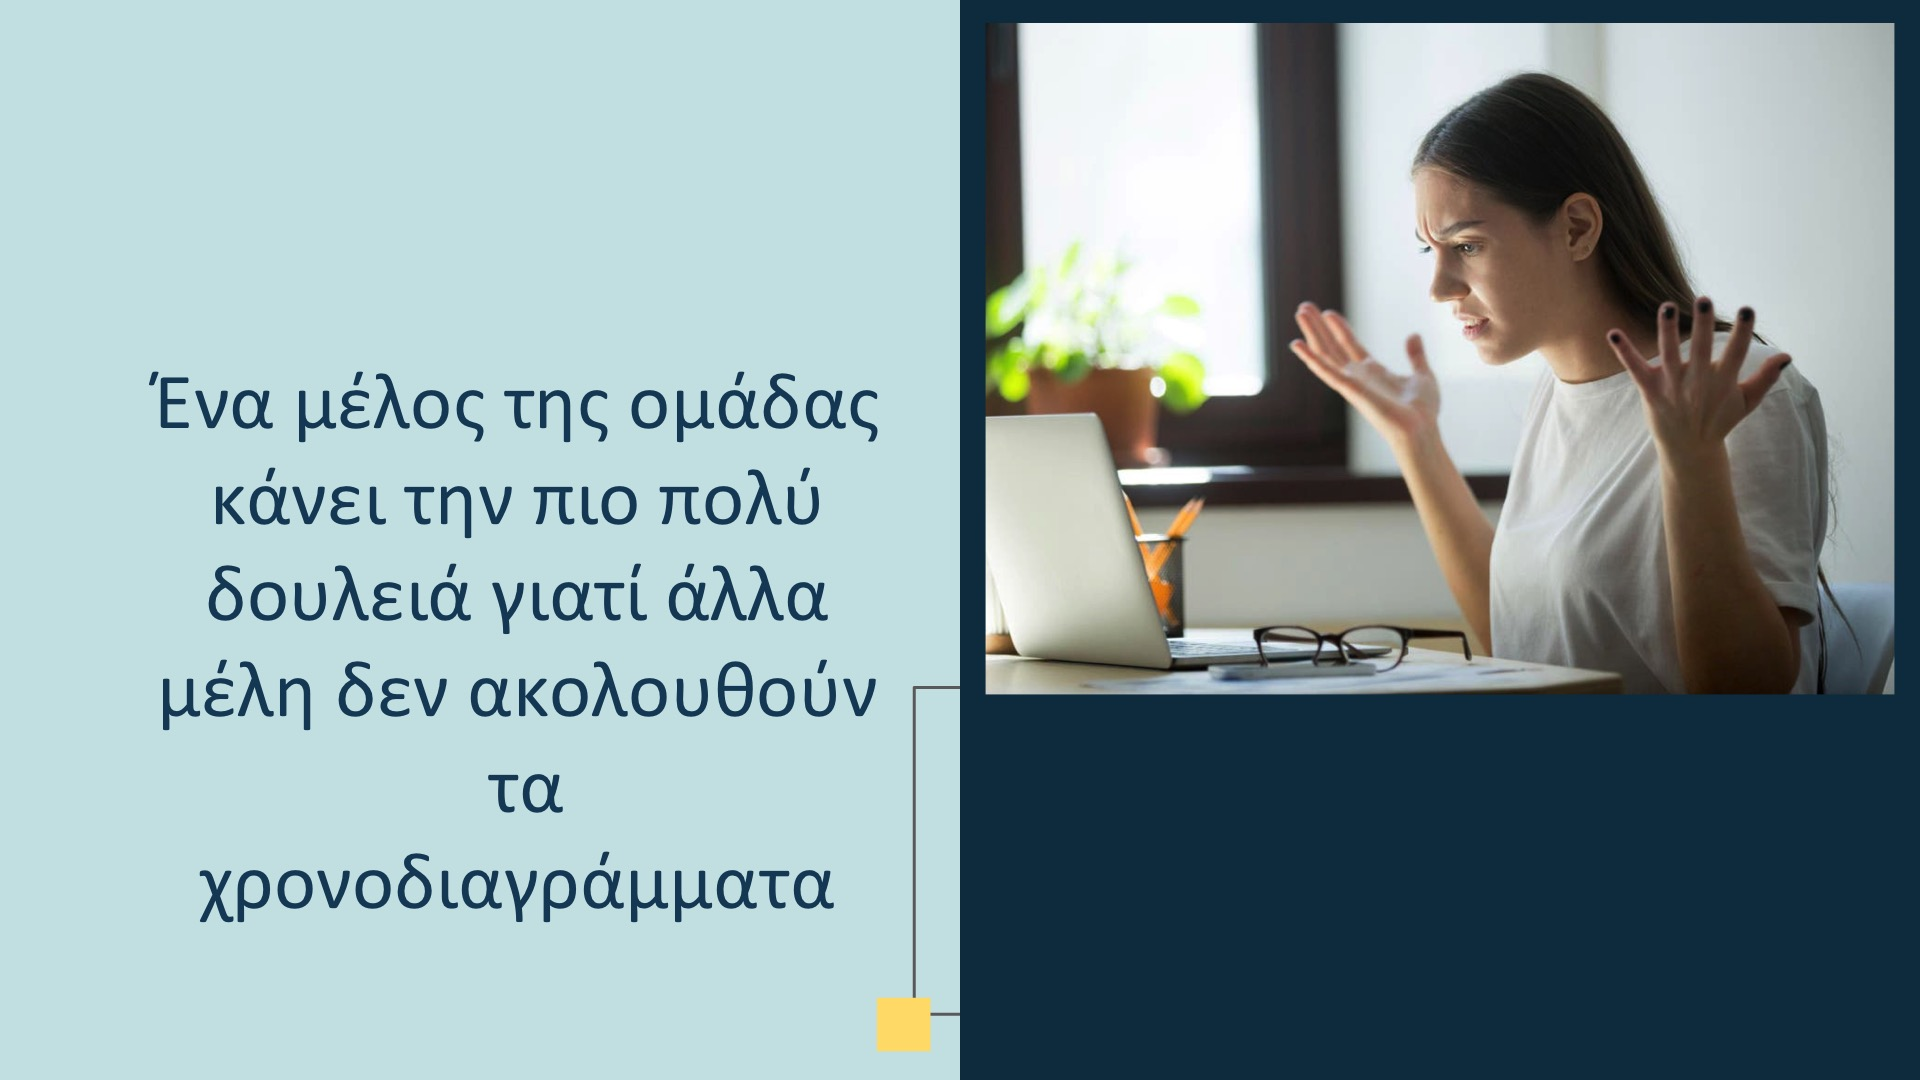 Ένα μέλος της ομάδας
κάνει την πιο πολύ
δουλειά γιατί άλλα
μέλη δεν ακολουθούν
τα
χρονοδιαγράμματα